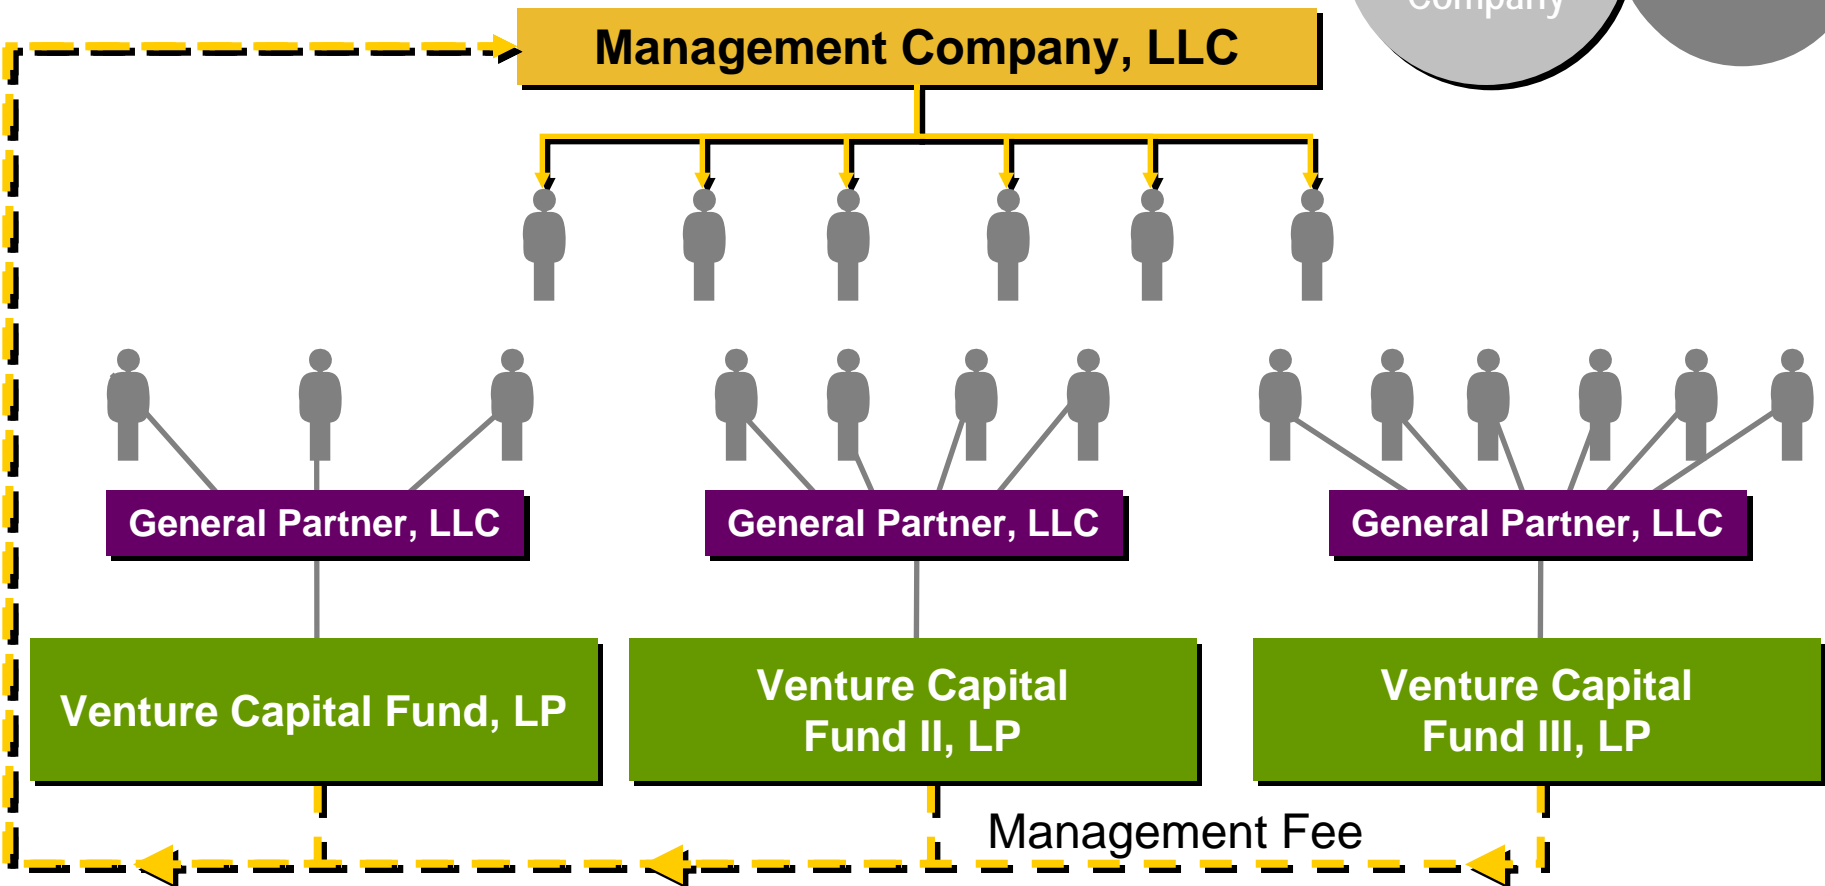 Company
Management Company, LLC
General Partner, LLC
General Partner, LLC
General Partner, LLC
Venture Capital Fund, LP
Venture Capital
Fund II, LP
Venture Capital
Fund III, LP
Management Fee